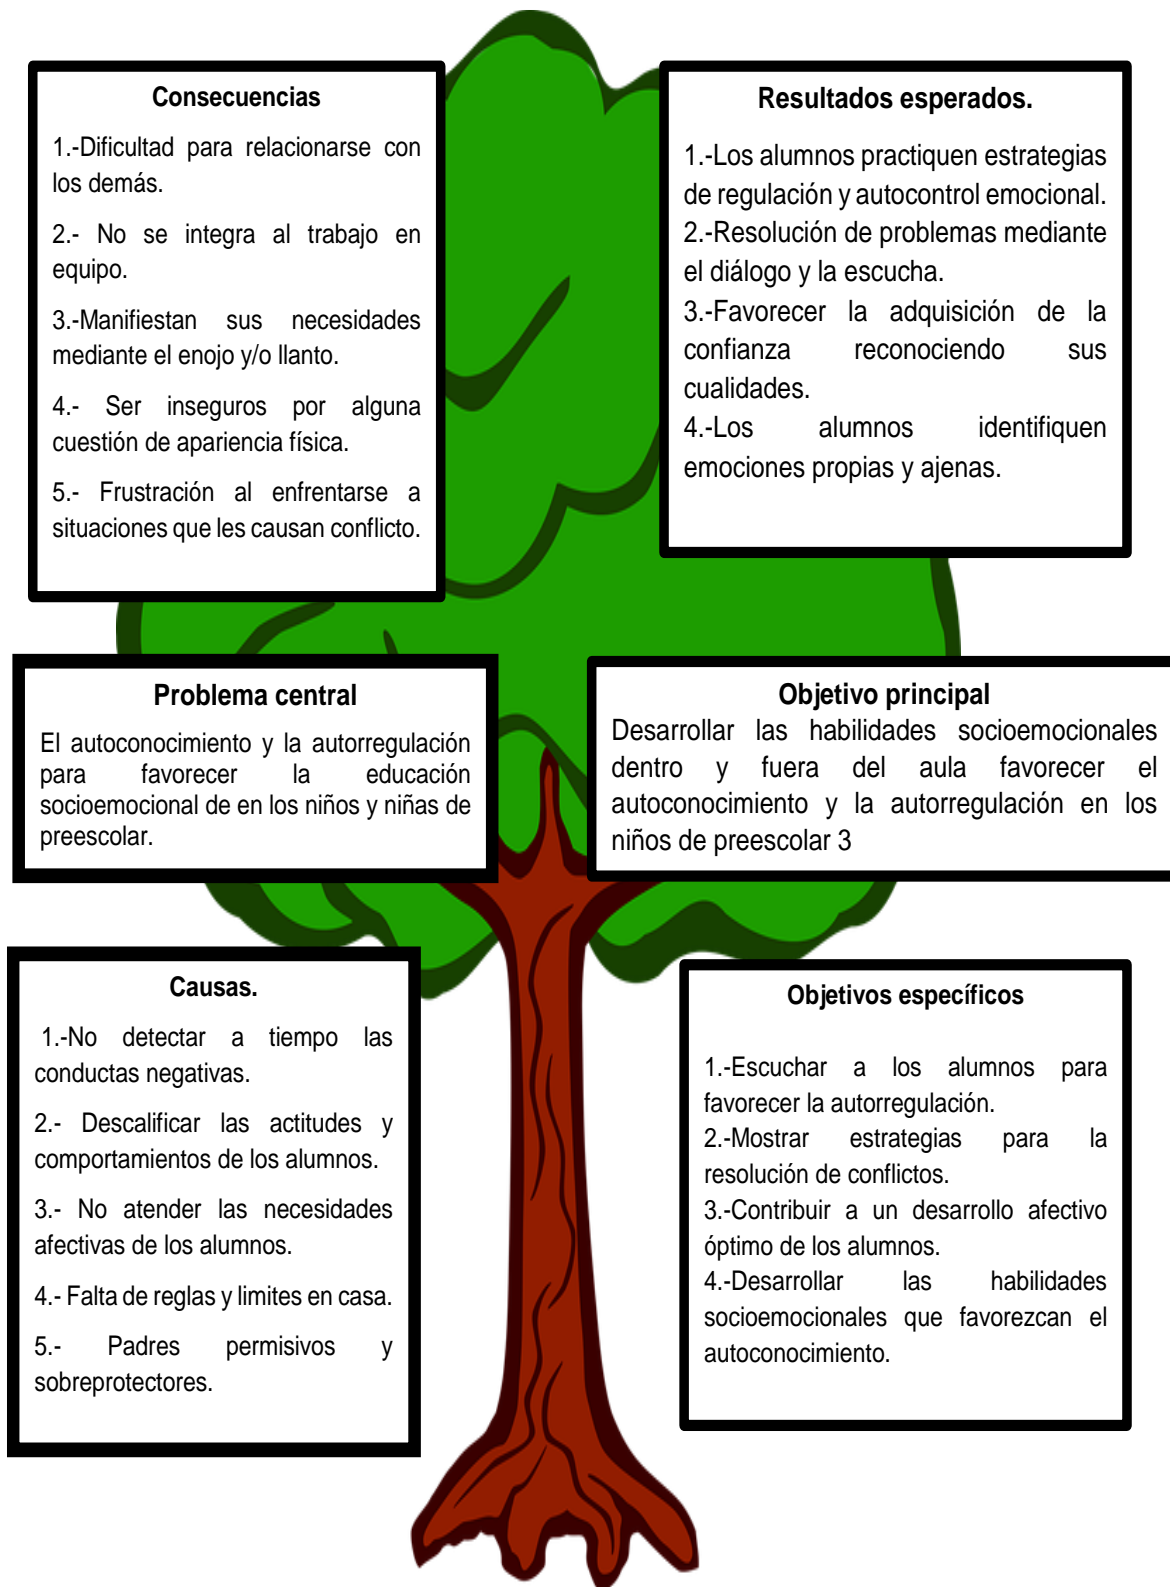 Consecuencias
1.-Dificultad para relacionarse con
los demás.
2.- No se integra al trabajo en
equipo.
3.-Manifiestan sus necesidades
mediante el enojo y/o llanto.
4.- Ser inseguros por alguna
cuestión de apariencia física.
5.- Frustración al enfrentarse a
situaciones que les causan conflicto.
Resultados esperados.
1.-Los alumnos practiquen estrategias
de regulación y autocontrol emocional.
2.-Resolución de problemas mediante
el diálogo y la escucha.
3.-Favorecer la adquisición de la
confianza reconociendo sus
cualidades.
4.-Los alumnos identifiquen
emociones propias y ajenas.
Problema central
El autoconocimiento y la autorregulación
para favorecer la educación
socioemocional de en los niños y niñas de
preescolar.
Objetivo principal
Desarrollar las habilidades socioemocionales
dentro y fuera del aula favorecer el
autoconocimiento y la autorregulación en los
niños de preescolar 3
Causas.
1.-No detectar a tiempo las
conductas negativas.
2.- Descalificar las actitudes y
comportamientos de los alumnos.
3.- No atender las necesidades
afectivas de los alumnos.
4.- Falta de reglas y limites en casa.
5.- Padres permisivos y
sobreprotectores.
Objetivos específicos
1.-Escuchar a los alumnos para
favorecer la autorregulación.
2.-Mostrar estrategias para la
resolución de conflictos.
3.-Contribuir a un desarrollo afectivo
óptimo de los alumnos.
4.-Desarrollar las habilidades
socioemocionales que favorezcan el
autoconocimiento.